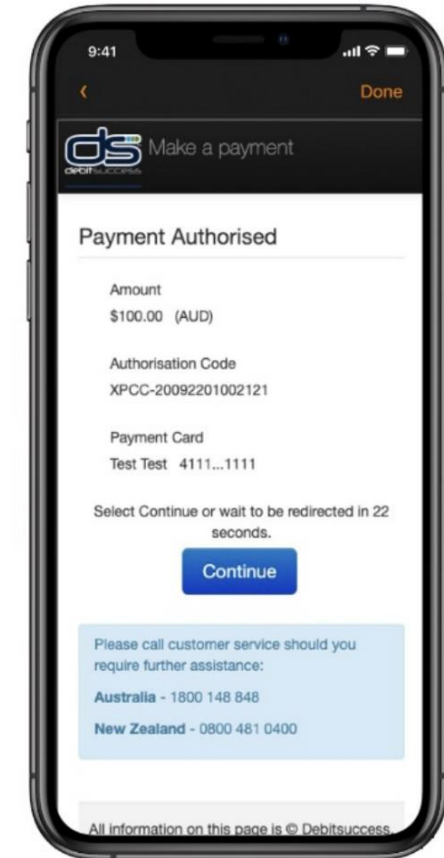 9:41
Done
ds
debitsuccess
Make a payment
Payment Authorised
Amount
$100.00 (AUD)
Authorisation Code
XPCC-20092201002121
Payment Card
Test Test 4111...1111
Select Continue or wait to be redirected in 22
seconds.
Continue
Please call customer service should you
require further assistance:
Australia - 1800 148 848
New Zealand - 0800 481 0400
All information on this page is © Debitsuccess.